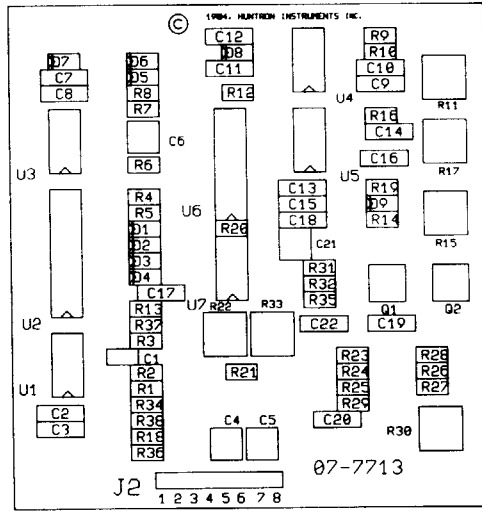 © 1984, HUNTRON INSTRUMENTS INC.
C12
R9
D7
D6
D8
R10
C7
D5
C11
C10
C8
R8
R12
U4
C9
R11
R7
R16
C14
C6
U3
R6
U5
C16
R17
R4
C13
R19
R5
U6
C15
D9
D1
R20
C18
R14
D2
C21
R15
D3
R31
D4
R32
C17
R35
U7
R22
R33
Q1
Q2
R13
U2
R37
C22
C19
R3
C1
R23
R28
R2
R21
R24
R26
U1
R1
R25
R27
R34
R29
C2
R38
C4
C5
C20
C3
R18
R30
R36
07-7713
J2
1 2 3 4 5 6 7 8